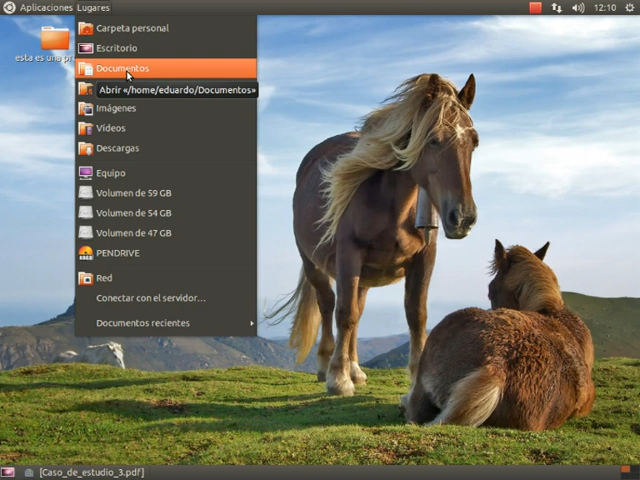 Aplicaciones Lugares
12:10
Carpeta personal
Escritorio
Documentos
Abrir «/home/eduardo/Documentos»
Imágenes
Vídeos
Descargas
Equipo
Volumen de 59 GB
Volumen de 54 GB
Volumen de 47 GB
PENDRIVE
Red
Conectar con el servidor...
Documentos recientes
esta es una
[Caso_de_estudio_3.pdf]